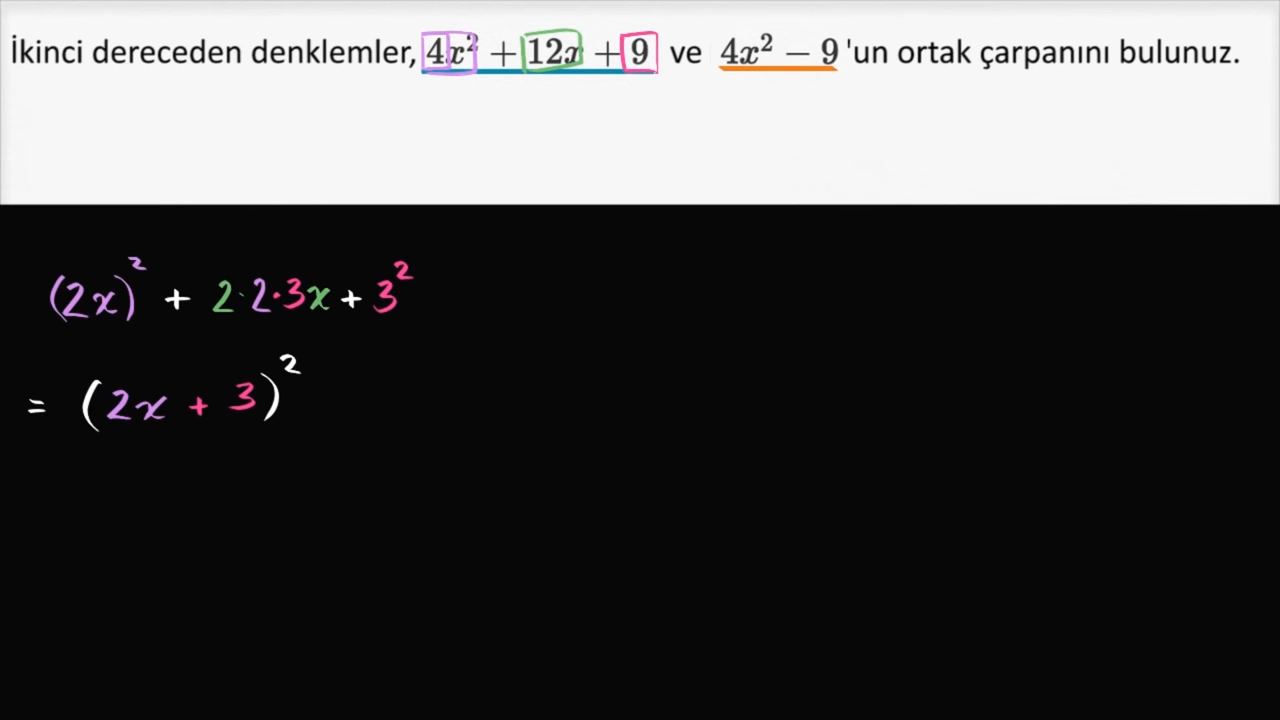 İkinci dereceden denklemler, 4x² + 12x + 9 ve 4x² − 9 'un ortak çarpanını bulunuz.
(2x)² + 2·2·3x + 3²
= (2x + 3)²